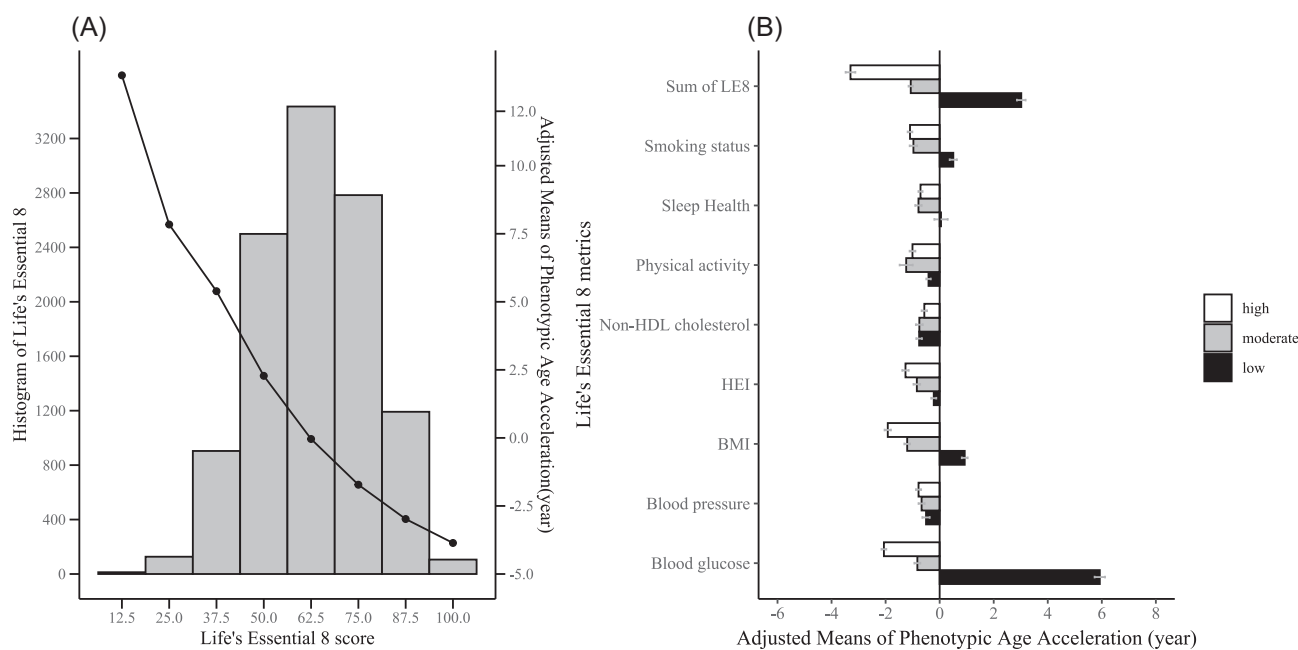 (A)
Histogram of Life's Essential 8
3200
2800
2400
2000
1600
1200
800
400
0
12.5 25.0 37.5 50.0 62.5 75.0 87.5 100.0
Life's Essential 8 score
12.0
10.0
7.5
5.0
2.5
0.0
-2.5
-5.0
Adjusted Means of Phenotypic Age Acceleration(year)
(B)
Life's Essential 8 metrics
Sum of LE8
Smoking status
Sleep Health
Physical activity
Non-HDL cholesterol
HEI
BMI
Blood pressure
Blood glucose
-6 -4 -2 0 2 4 6 8
Adjusted Means of Phenotypic Age Acceleration (year)
high
moderate
low